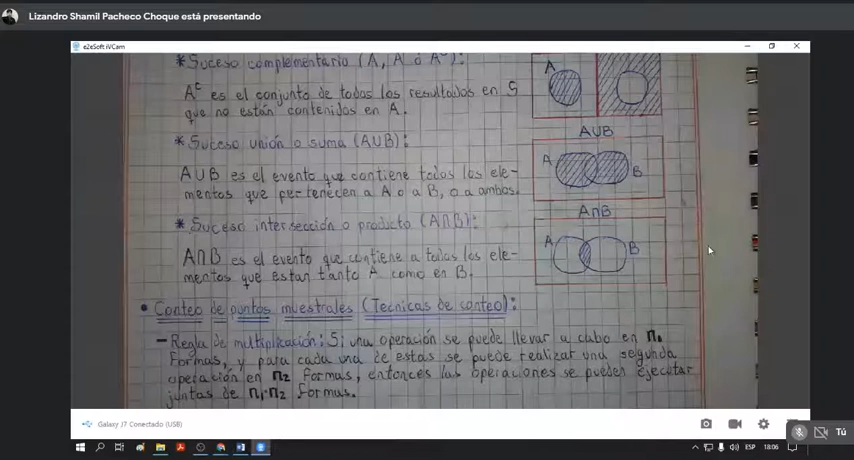 Lizandro Shamil Pacheco Choque está presentando
e2eSoft iVCam
* Suceso complementario (A, A ó Aᶜ):
A
Aᶜ es el conjunto de todos los resultados en S
que no están contenidos en A.
A∪B
* Suceso unión o suma (A∪B):
A∪B es el evento que contiene todos los ele-
mentos que pertenecen a A o a B, o a ambos.
A B
A∩B
* Suceso intersección o producto (A∩B):
A∩B es el evento que contiene a todos los ele-
mentos que estan tanto A como en B.
A B
• Conteo de puntos muestrales (Tecnicas de conteo):
– Regla de multiplicación: Si una operación se puede llevar a cabo en n₁
formas, y para cada una de estas se puede realizar una segunda
operación en n₂ formas, entonces las operaciones se pueden ejecutar
juntas de n₁·n₂ formas.
Galaxy J7 Conectado (USB)
Tú
ESP
18:06